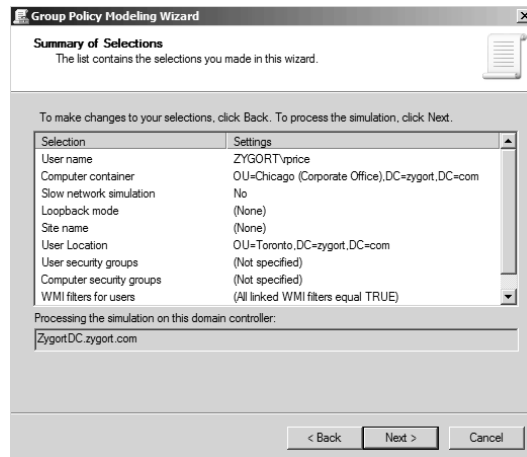 Group Policy Modeling Wizard
Summary of Selections
The list contains the selections you made in this wizard.
To make changes to your selections, click Back. To process the simulation, click Next.
Selection Settings
User name ZYGORT\rprice
Computer container OU=Chicago (Corporate Office),DC=zygort,DC=com
Slow network simulation No
Loopback mode (None)
Site name (None)
User Location OU=Toronto,DC=zygort,DC=com
User security groups (Not specified)
Computer security groups (Not specified)
WMI filters for users (All linked WMI filters equal TRUE)
Processing the simulation on this domain controller:
ZygortDC.zygort.com
< Back Next > Cancel